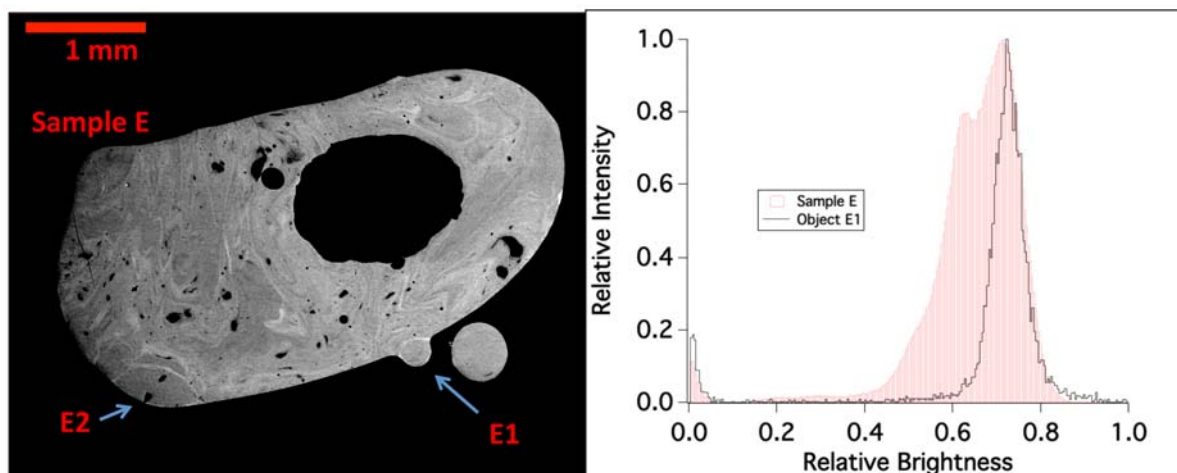 1 mm
Sample E
E2
E1
Relative Intensity
1.0
0.8
0.6
0.4
0.2
0.0
Sample E
Object E1
0.0
0.2
0.4
0.6
0.8
1.0
Relative Brightness